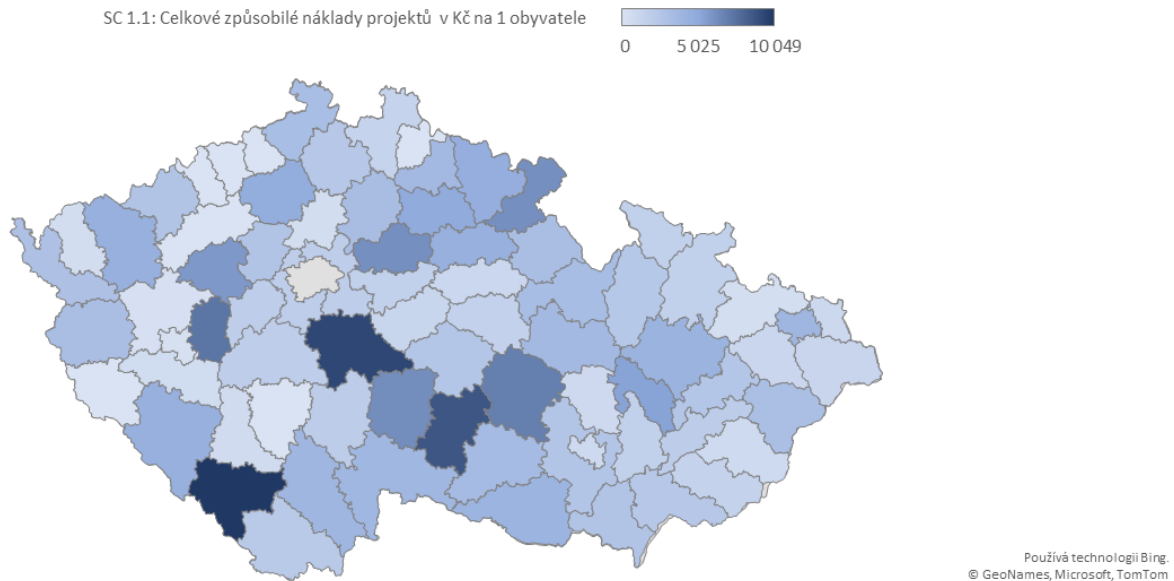 SC 1.1: Celkové způsobilé náklady projektů v Kč na 1 obyvatele
0 5 025 10 049
Používá technologii Bing.
© GeoNames, Microsoft, TomTom